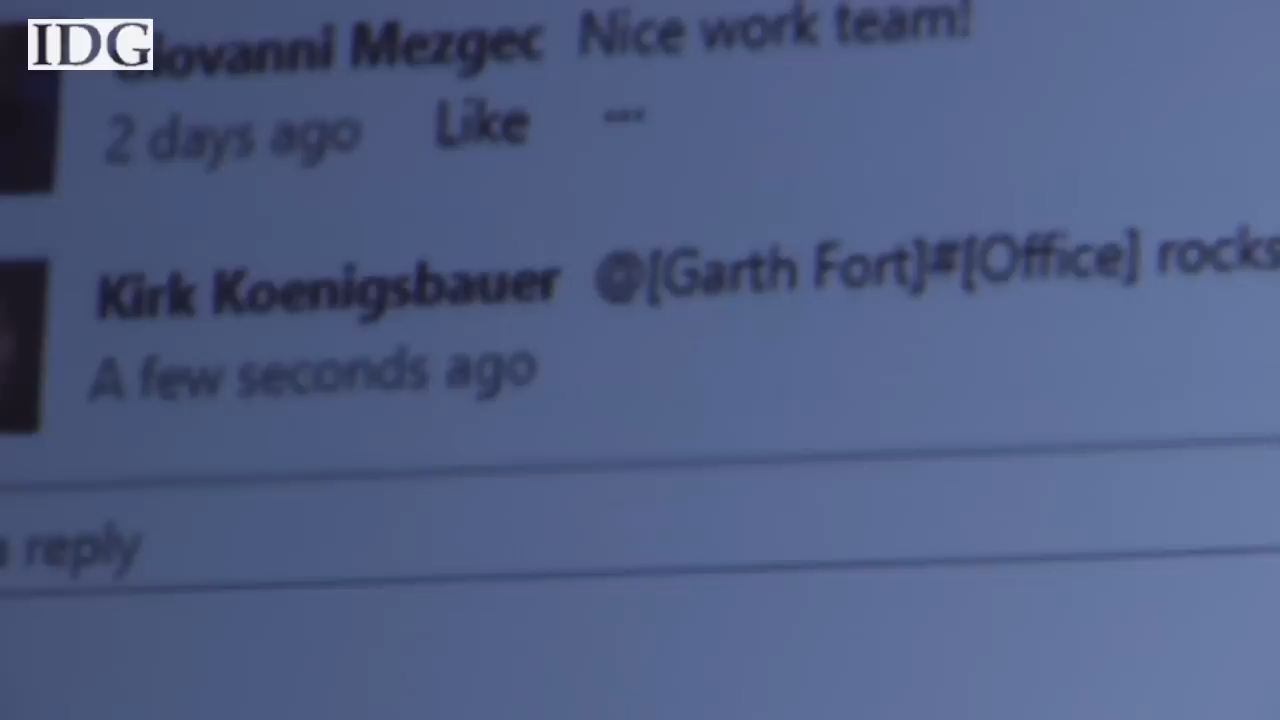 IDG
Giovanni Mezgec Nice work team!
2 days ago Like ...
Kirk Koenigsbauer @[Garth Fort]#[Office] rocks
A few seconds ago
a reply